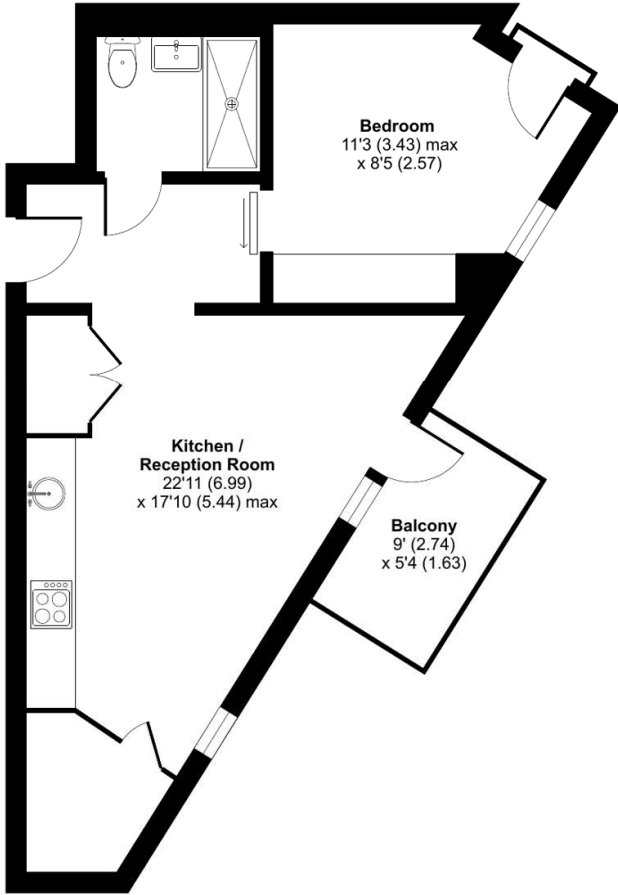 Bedroom
11'3 (3.43) max
x 8'5 (2.57)
Kitchen /
Reception Room
22'11 (6.99)
x 17'10 (5.44) max
Balcony
9' (2.74)
x 5'4 (1.63)